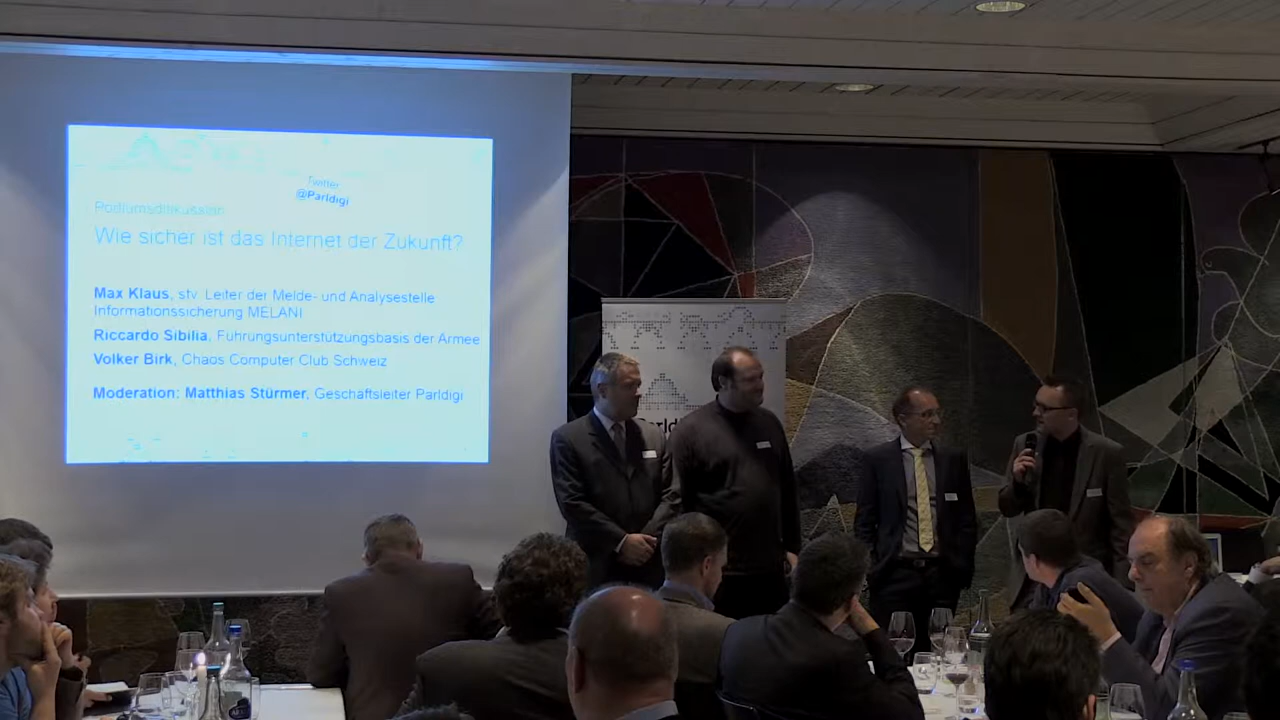 Twitter
@Parldigi
Podiumsdiskussion
Wie sicher ist das Internet der Zukunft?
Max Klaus, stv. Leiter der Melde- und Analysestelle
Informationssicherung MELANI
Riccardo Sibilia, Führungsunterstützungsbasis der Armee
Volker Birk, Chaos Computer Club Schweiz
Moderation: Matthias Stürmer, Geschäftsleiter Parldigi